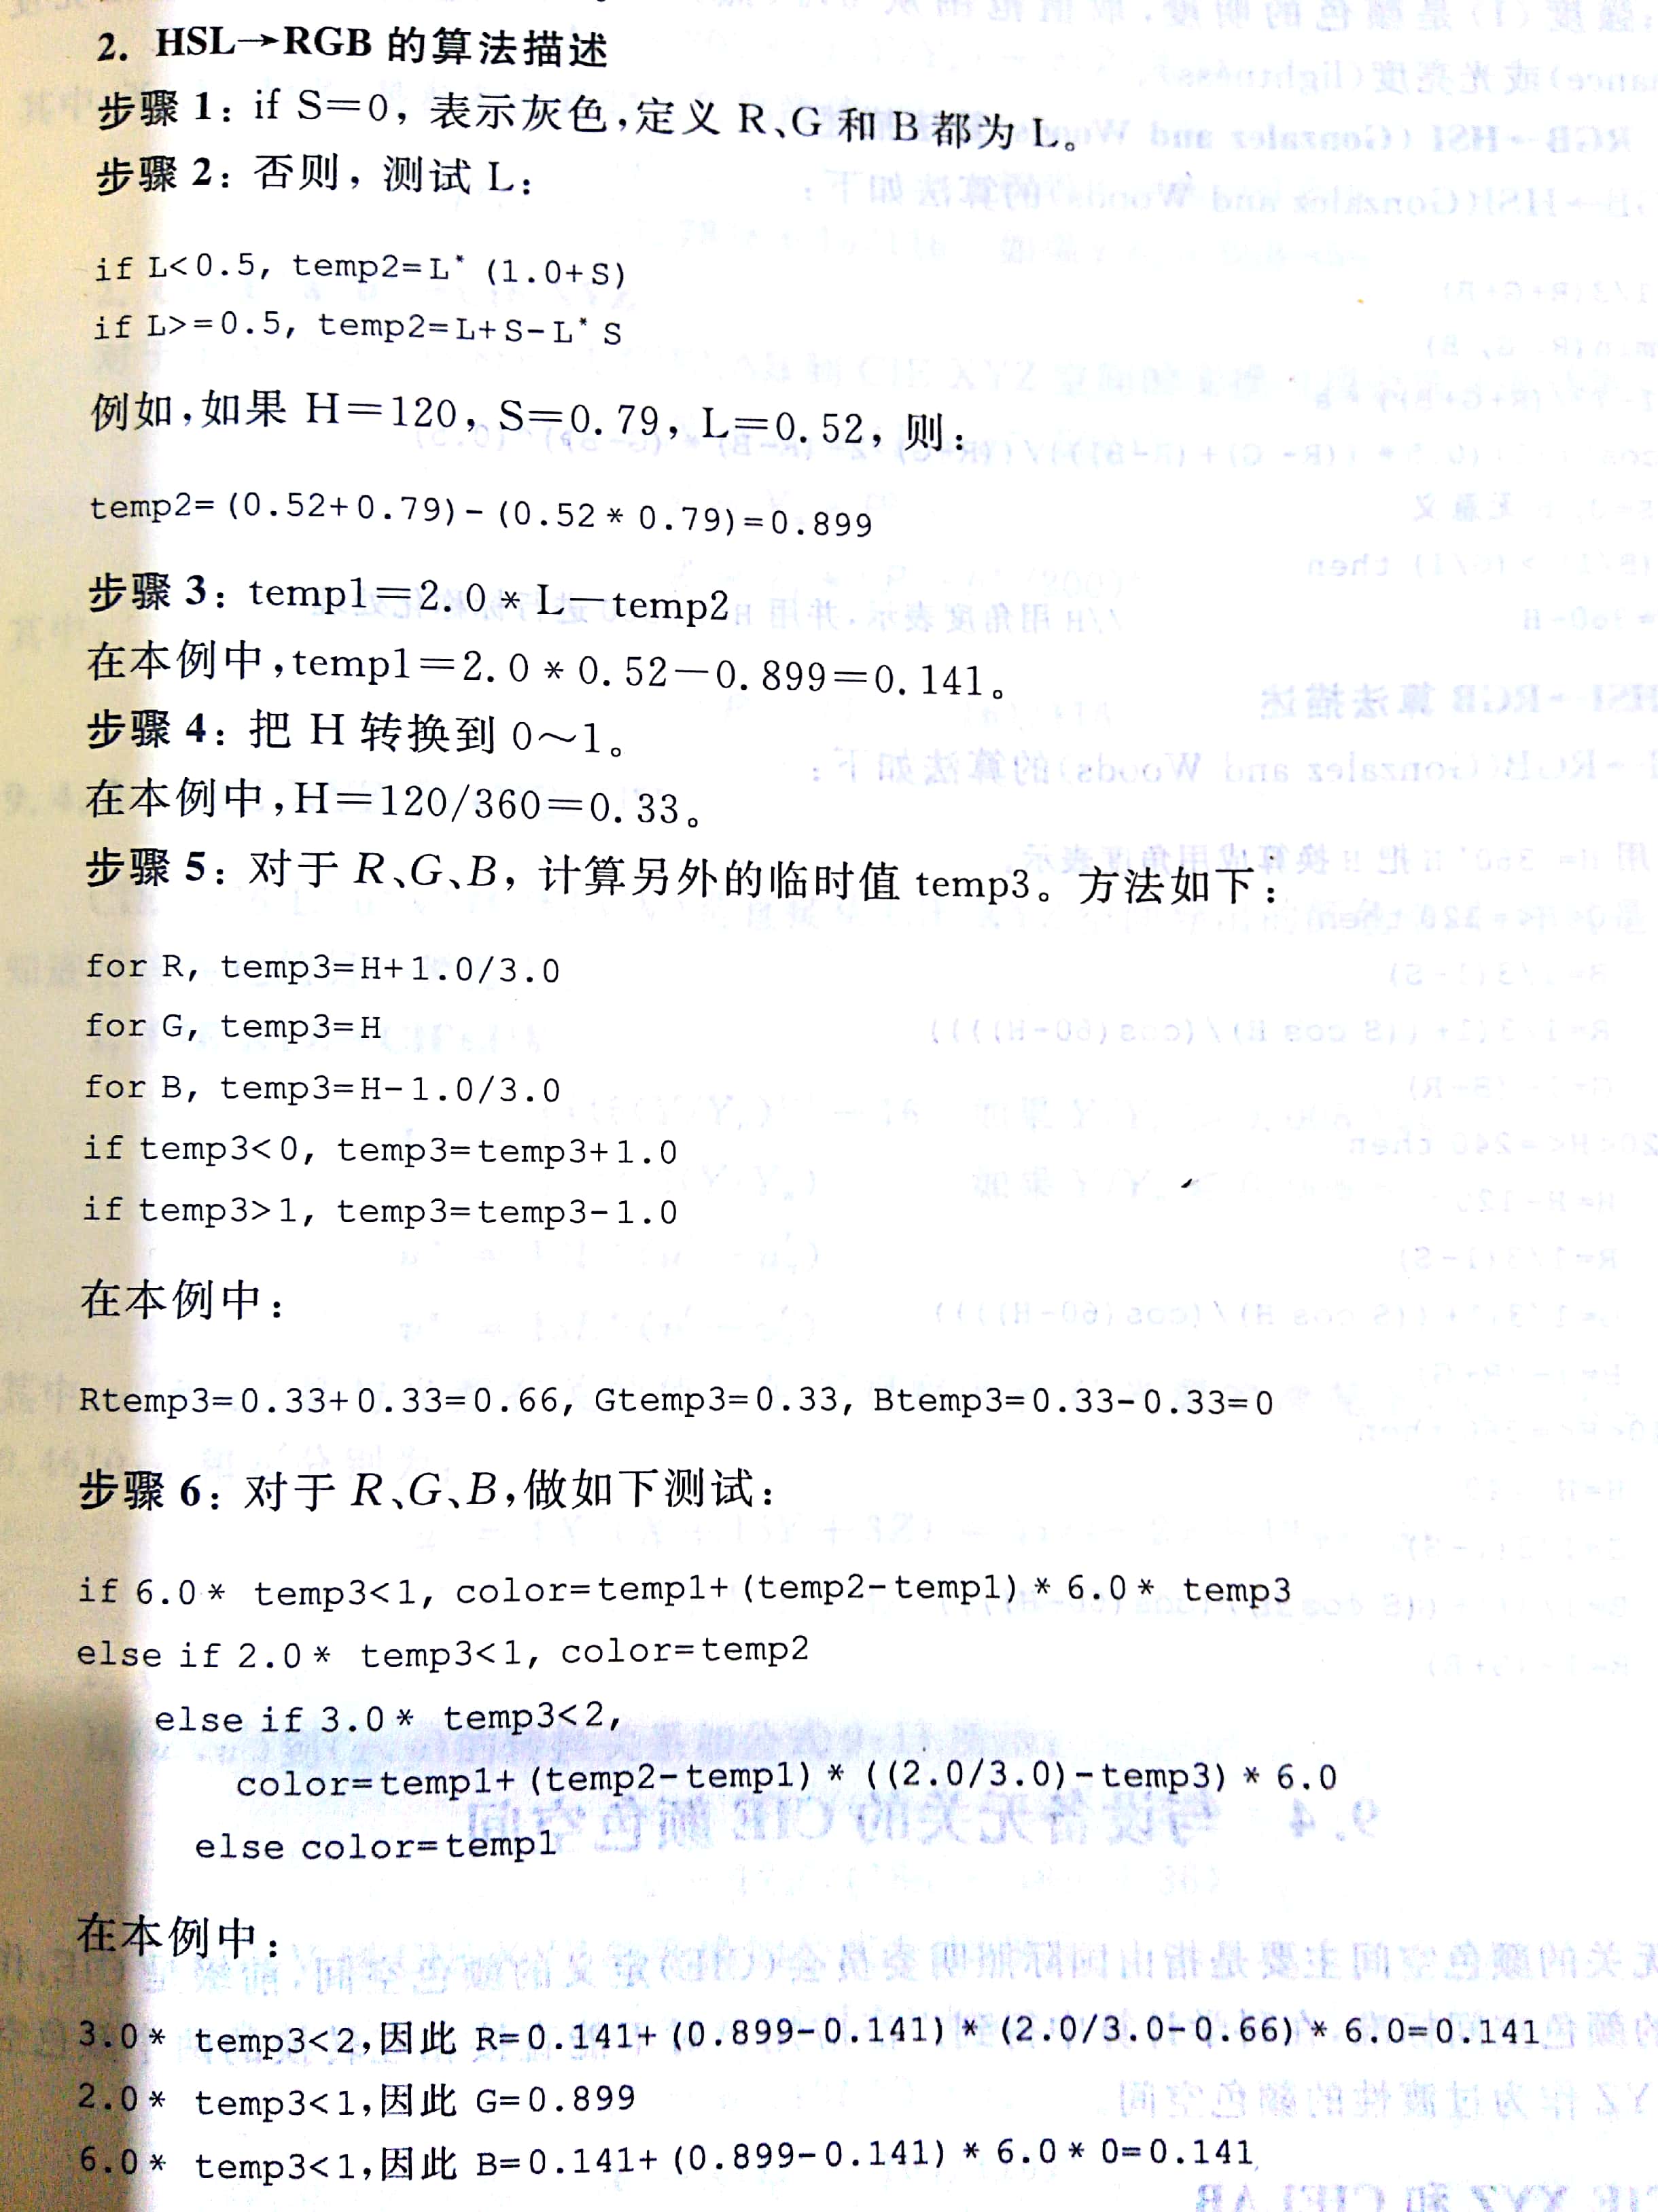 2. HSL→RGB 的算法描述
步骤 1: if S=0, 表示灰色,定义 R、G 和 B 都为 L。
步骤 2: 否则, 测试 L:
if L<0.5, temp2=L* (1.0+S)
if L>=0.5, temp2=L+S-L* S
例如,如果 H=120, S=0.79, L=0.52, 则:
temp2=(0.52+0.79)-(0.52*0.79)=0.899
步骤 3: temp1=2.0*L-temp2
在本例中,temp1=2.0*0.52-0.899=0.141。
步骤 4: 把 H 转换到 0~1。
在本例中,H=120/360=0.33。
步骤 5: 对于 R、G、B, 计算另外的临时值 temp3。方法如下:
for R, temp3=H+1.0/3.0
for G, temp3=H
for B, temp3=H-1.0/3.0
if temp3<0, temp3=temp3+1.0
if temp3>1, temp3=temp3-1.0
在本例中:
Rtemp3=0.33+0.33=0.66, Gtemp3=0.33, Btemp3=0.33-0.33=0
步骤 6: 对于 R、G、B,做如下测试:
if 6.0* temp3<1, color=temp1+(temp2-temp1)*6.0* temp3
else if 2.0* temp3<1, color=temp2
else if 3.0* temp3<2,
color=temp1+(temp2-temp1)*((2.0/3.0)-temp3)*6.0
else color=temp1
在本例中:
3.0* temp3<2,因此 R=0.141+(0.899-0.141)*(2.0/3.0-0.66)*6.0=0.141
2.0* temp3<1,因此 G=0.899
6.0* temp3<1,因此 B=0.141+(0.899-0.141)*6.0*0=0.141